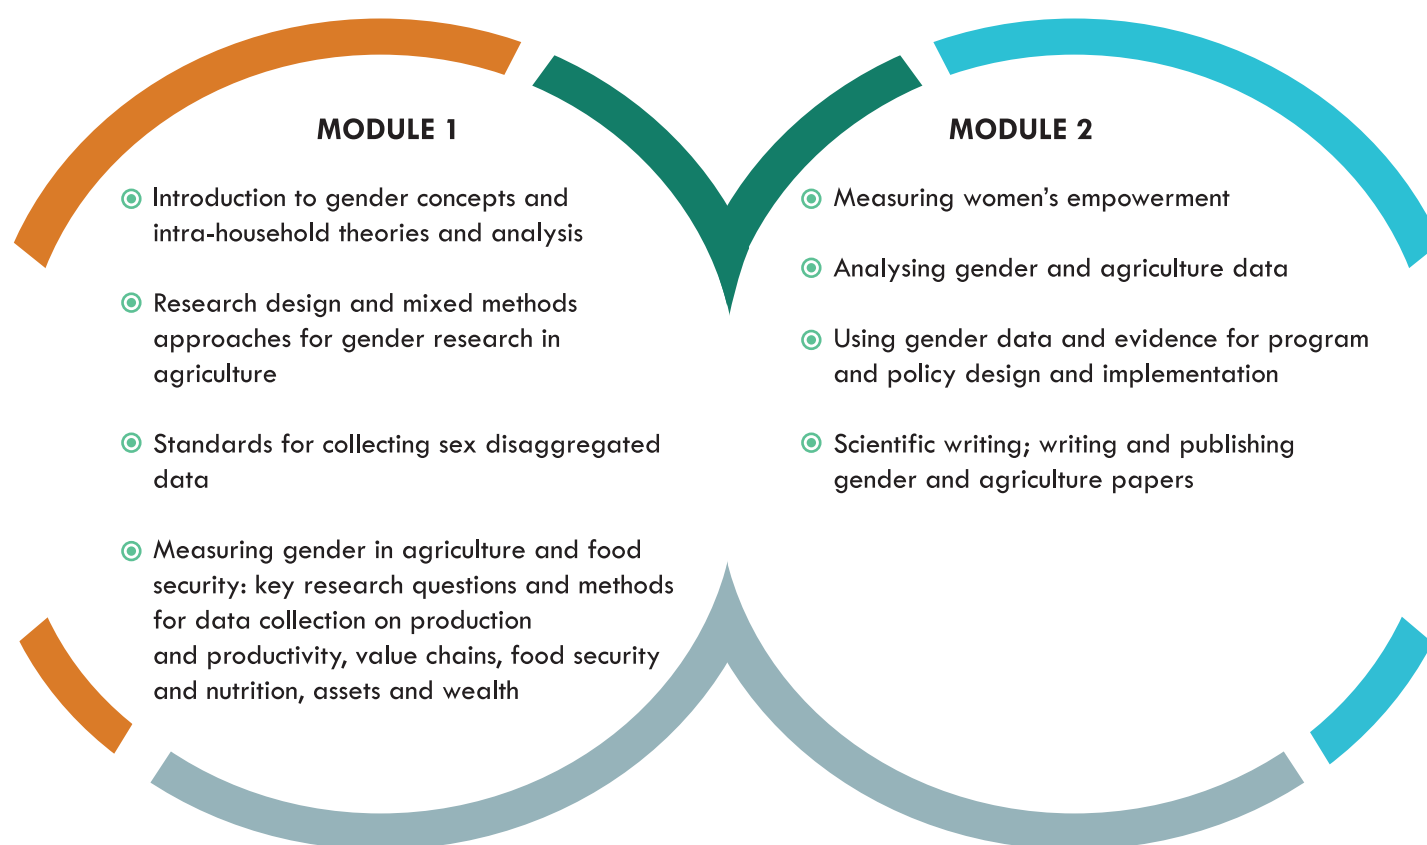 MODULE 1
Introduction to gender concepts and
intra-household theories and analysis
Research design and mixed methods
approaches for gender research in
agriculture
Standards for collecting sex disaggregated
data
Measuring gender in agriculture and food
security: key research questions and methods
for data collection on production
and productivity, value chains, food security
and nutrition, assets and wealth
MODULE 2
Measuring women’s empowerment
Analysing gender and agriculture data
Using gender data and evidence for program
and policy design and implementation
Scientific writing; writing and publishing
gender and agriculture papers